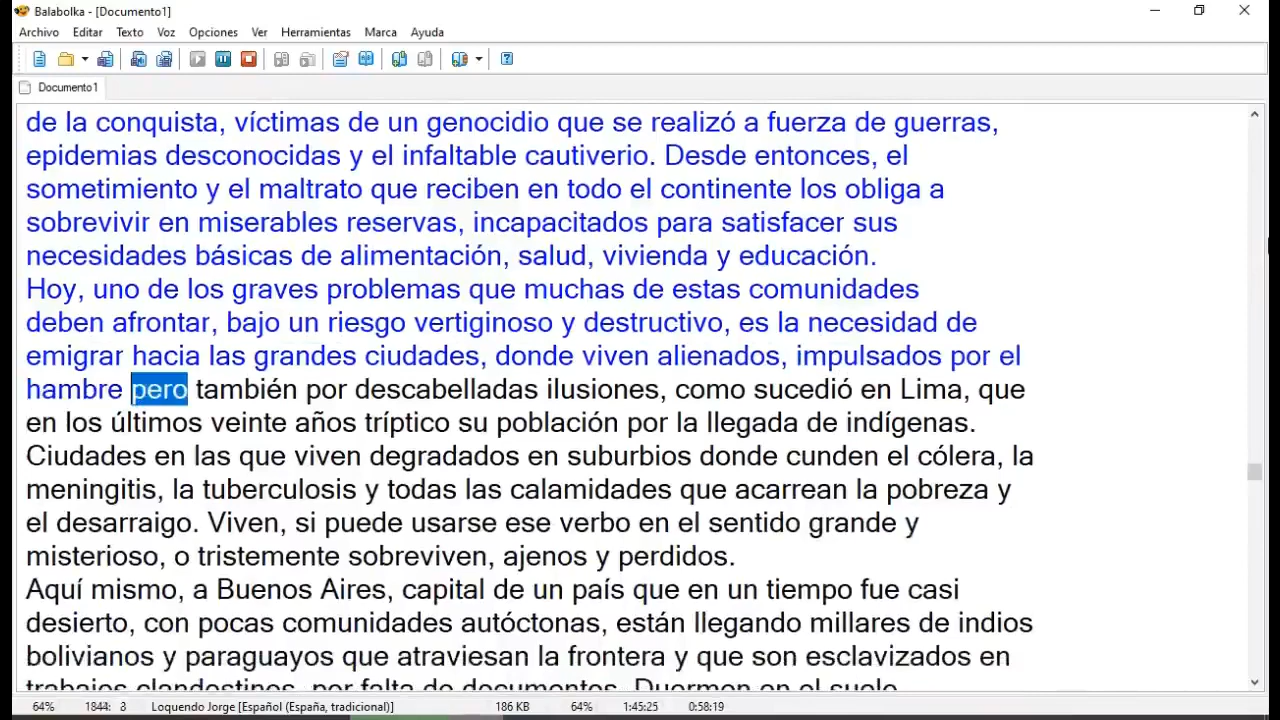 Balabolka - [Documento1]
Archivo Editar Texto Voz Opciones Ver Herramientas Marca Ayuda
Documento1
de la conquista, víctimas de un genocidio que se realizó a fuerza de guerras,
epidemias desconocidas y el infaltable cautiverio. Desde entonces, el
sometimiento y el maltrato que reciben en todo el continente los obliga a
sobrevivir en miserables reservas, incapacitados para satisfacer sus
necesidades básicas de alimentación, salud, vivienda y educación.
Hoy, uno de los graves problemas que muchas de estas comunidades
deben afrontar, bajo un riesgo vertiginoso y destructivo, es la necesidad de
emigrar hacia las grandes ciudades, donde viven alienados, impulsados por el
hambre pero también por descabelladas ilusiones, como sucedió en Lima, que
en los últimos veinte años tríptico su población por la llegada de indígenas.
Ciudades en las que viven degradados en suburbios donde cunden el cólera, la
meningitis, la tuberculosis y todas las calamidades que acarrean la pobreza y
el desarraigo. Viven, si puede usarse ese verbo en el sentido grande y
misterioso, o tristemente sobreviven, ajenos y perdidos.
Aquí mismo, a Buenos Aires, capital de un país que en un tiempo fue casi
desierto, con pocas comunidades autóctonas, están llegando millares de indios
bolivianos y paraguayos que atraviesan la frontera y que son esclavizados en
trabajos clandestinos, por falta de documentos. Duermen en el suelo
64% 1844: 3 Loquendo Jorge [Español (España, tradicional)] 186 KB 64% 1:45:25 0:58:19